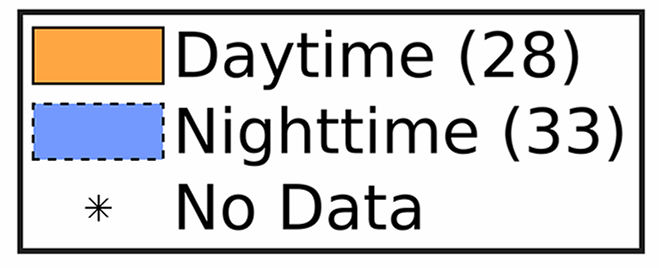 Daytime (28)
Nighttime (33)
No Data